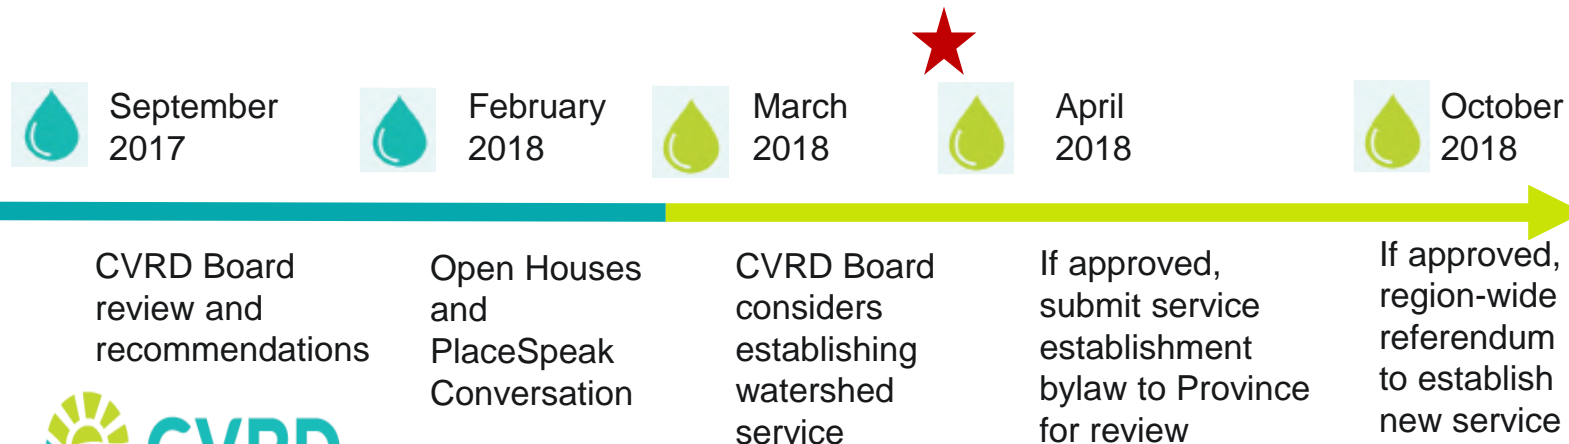 September
2017
February
2018
March
2018
April
2018
October
2018
CVRD Board
review and
recommendations
Open Houses
and
PlaceSpeak
Conversation
CVRD Board
considers
establishing
watershed
service
If approved,
submit service
establishment
bylaw to Province
for review
If approved,
region-wide
referendum
to establish
new service
CVRD